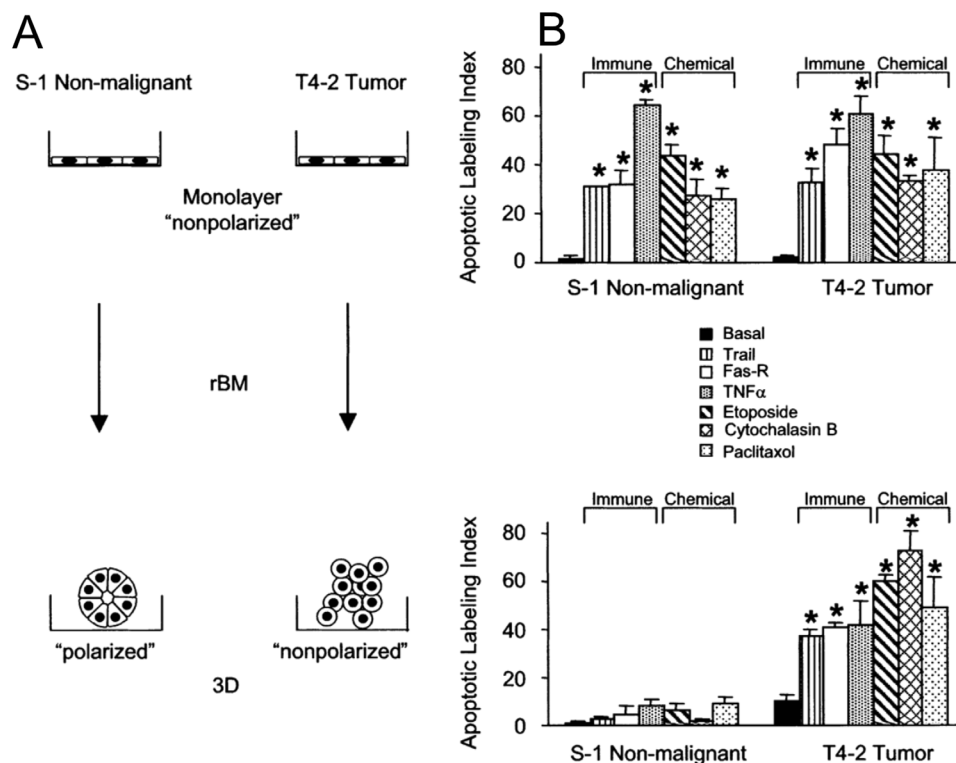 A
S-1 Non-malignant
T4-2 Tumor
Monolayer
“nonpolarized”
rBM
“polarized”
“nonpolarized”
3D
B
Immune
Chemical
Immune
Chemical
Apoptotic Labeling Index
80
60
40
20
0
*
*
*
*
*
*
*
*
*
*
*
*
S-1 Non-malignant
T4-2 Tumor
Basal
Trail
Fas-R
TNFα
Etoposide
Cytochalasin B
Paclitaxol
Immune
Chemical
Immune
Chemical
Apoptotic Labeling Index
80
60
40
20
0
*
*
*
*
*
*
S-1 Non-malignant
T4-2 Tumor